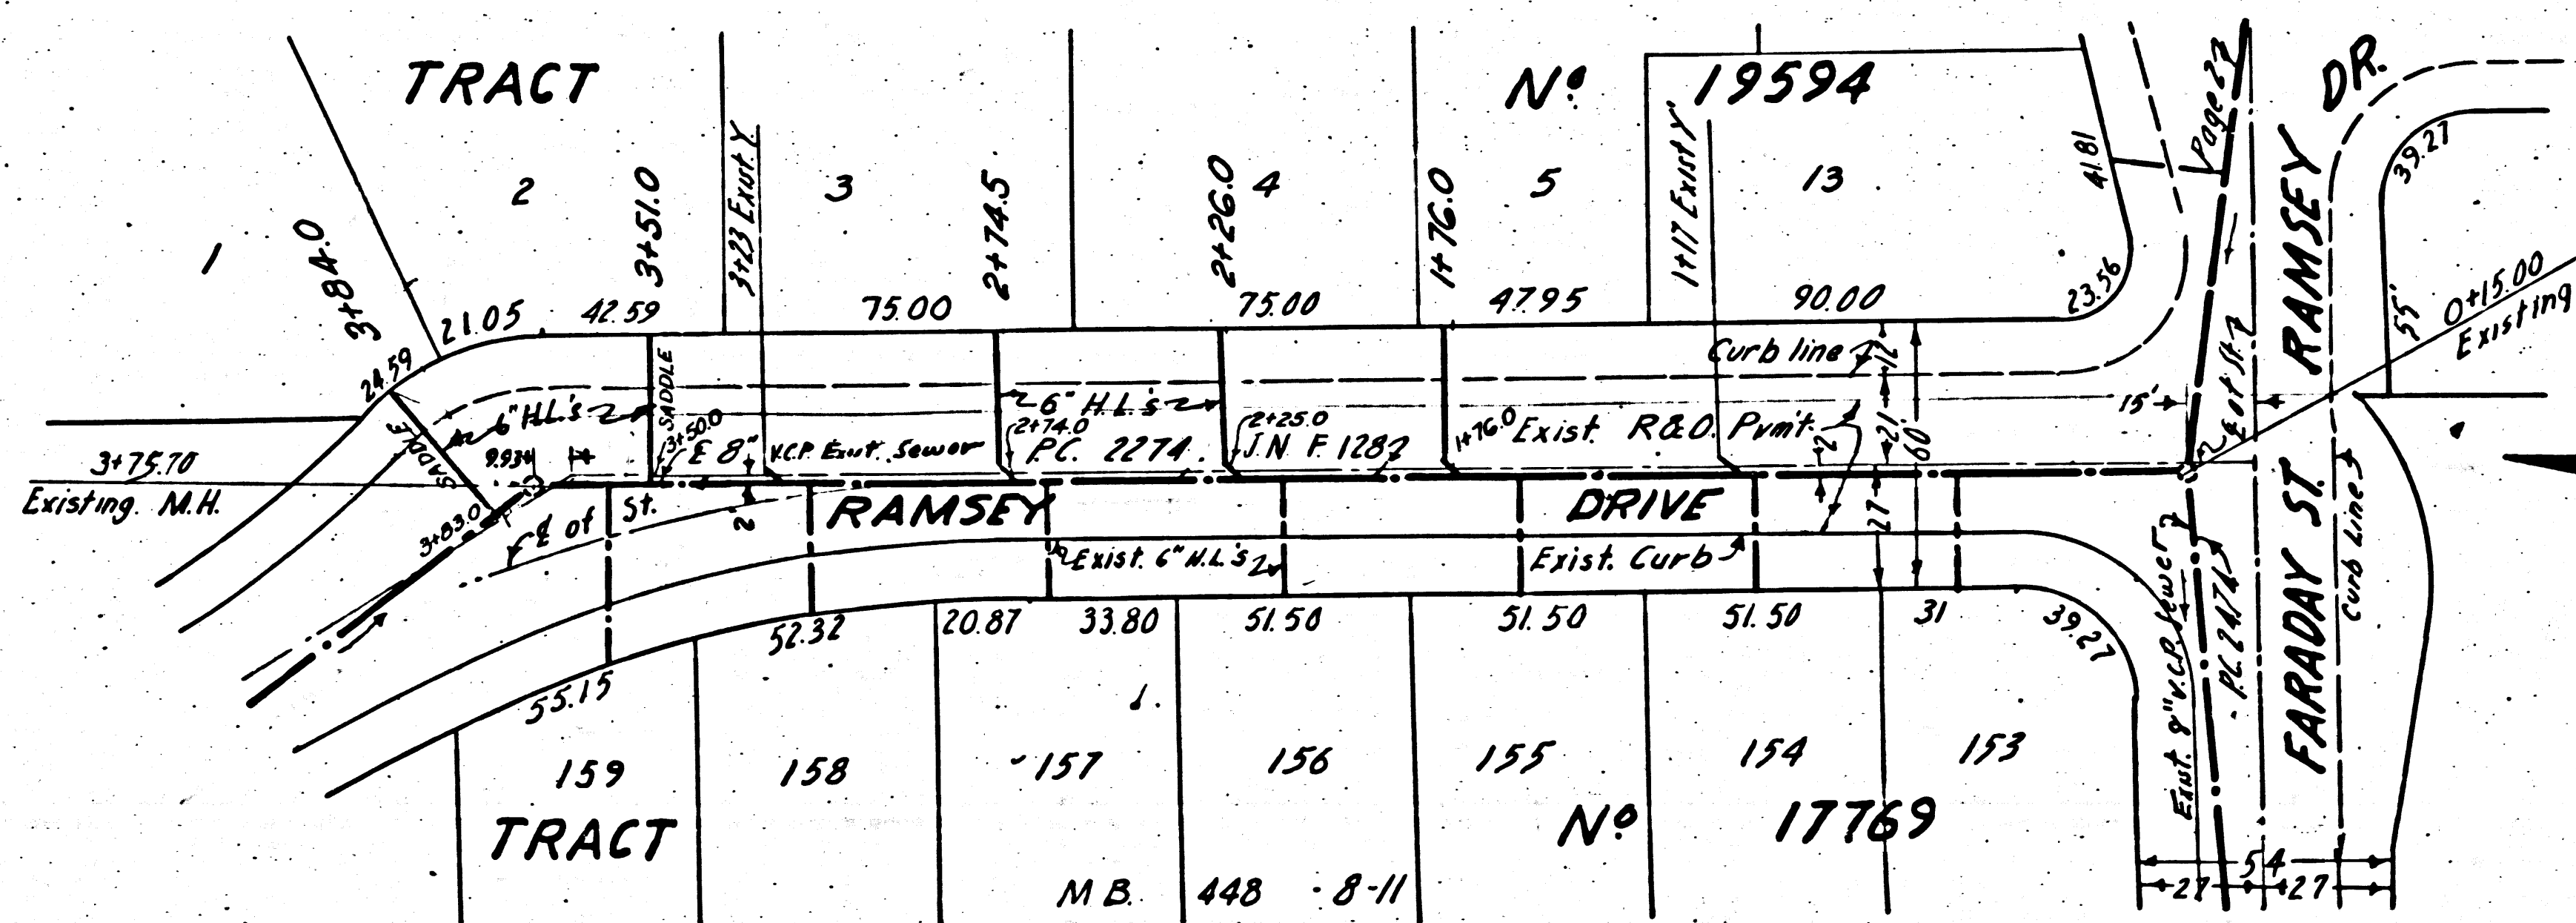 TRACT Nº 19594
DR.
Page 27
1
2
3
4
5
13
3+84.0
3+51.0
3+23 Exist. Y.
2+74.5
2+26.0
1+76.0
1+17 Exist Y
24.59
21.05
42.59
75.00
75.00
47.95
90.00
23.56
41.81
39.27
55'
0+15.00
Existing
RAMSEY
SADDLE
SADDLE
6" H.L.'s
6" H.L.'s
Curb line
12'
21'
60'
2'
27'
15'
¢ of St.
3+75.70
Existing. M.H.
9.93
3+83.0
3+50.0
E 8" V.C.P. Exist. Sewer
2+74.0
P.C. 2274.
2+25.0
J.N. F. 1282
1+76.0
Exist. R&O. Pvm't.
¢ of St.
2'
RAMSEY DRIVE
Exist. 6" H.L.'s
Exist. Curb
55.15
52.32
20.87
33.80
51.50
51.50
51.50
31
39.27
Exist. 8" V.C.P. Sewer
P.C. 2474
FARADAY ST.
Curb Line
159
158
157
156
155
154
153
TRACT Nº 17769
M B. 448 - 8-11
54
27
27